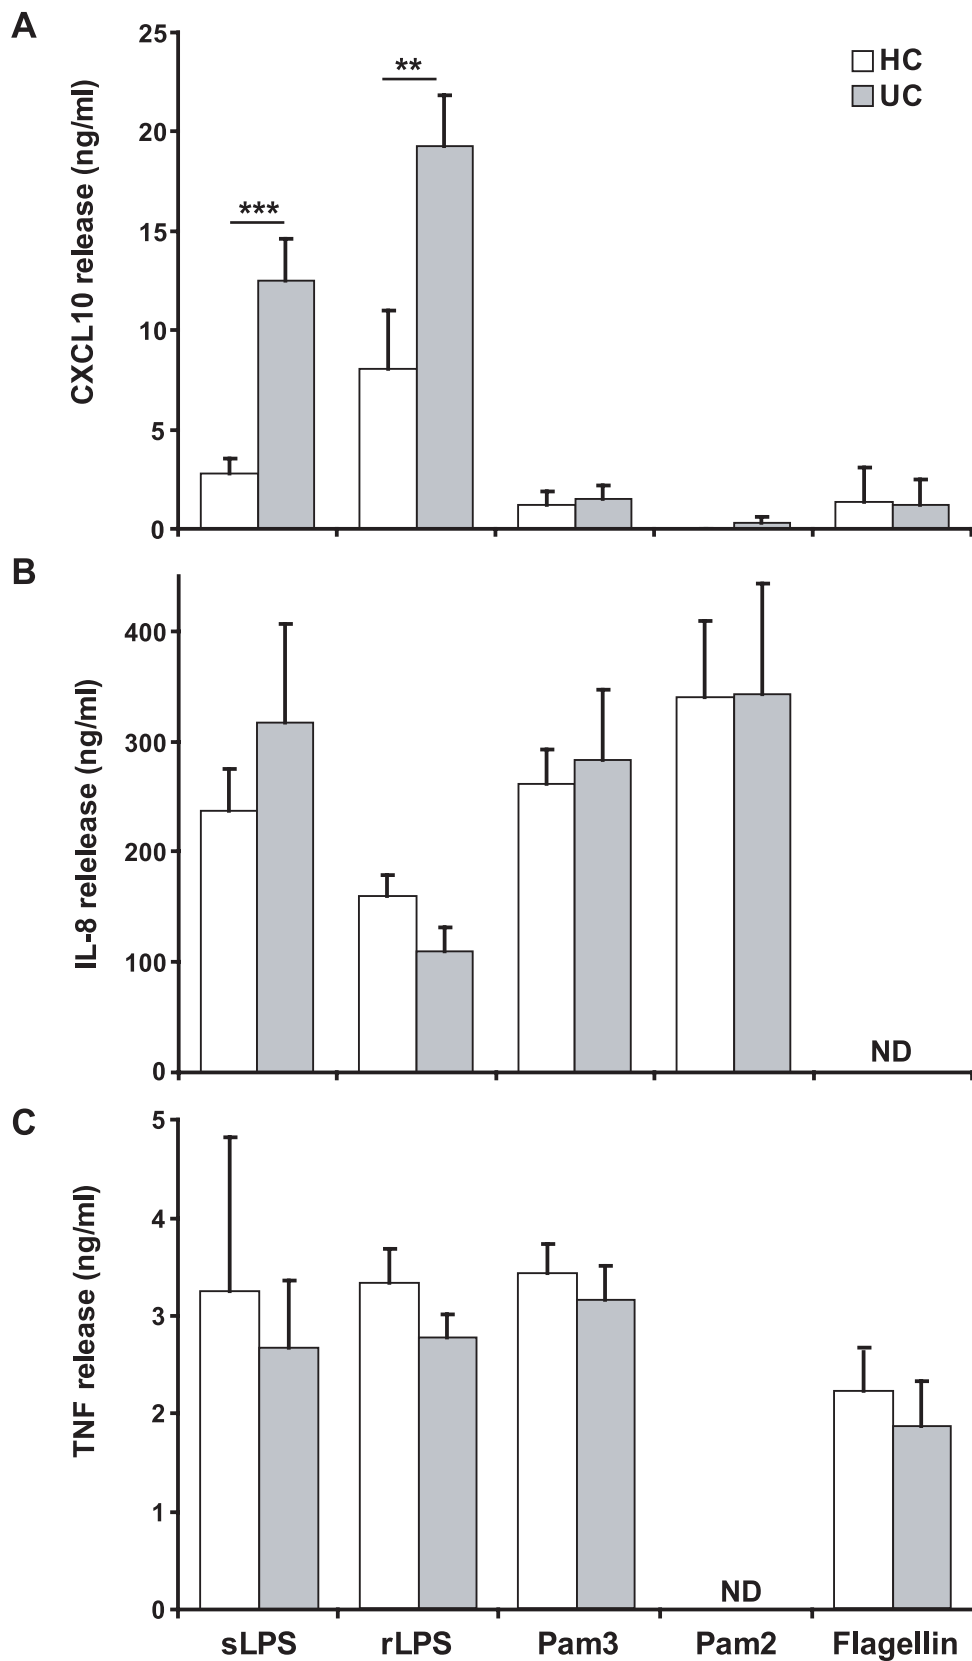 A
CXCL10 release (ng/ml)
25
20
15
10
5
0
***
**
HC
UC
B
IL-8 relelease (ng/ml)
400
300
200
100
0
ND
C
TNF release (ng/ml)
5
4
3
2
1
0
ND
sLPS rLPS Pam3 Pam2 Flagellin